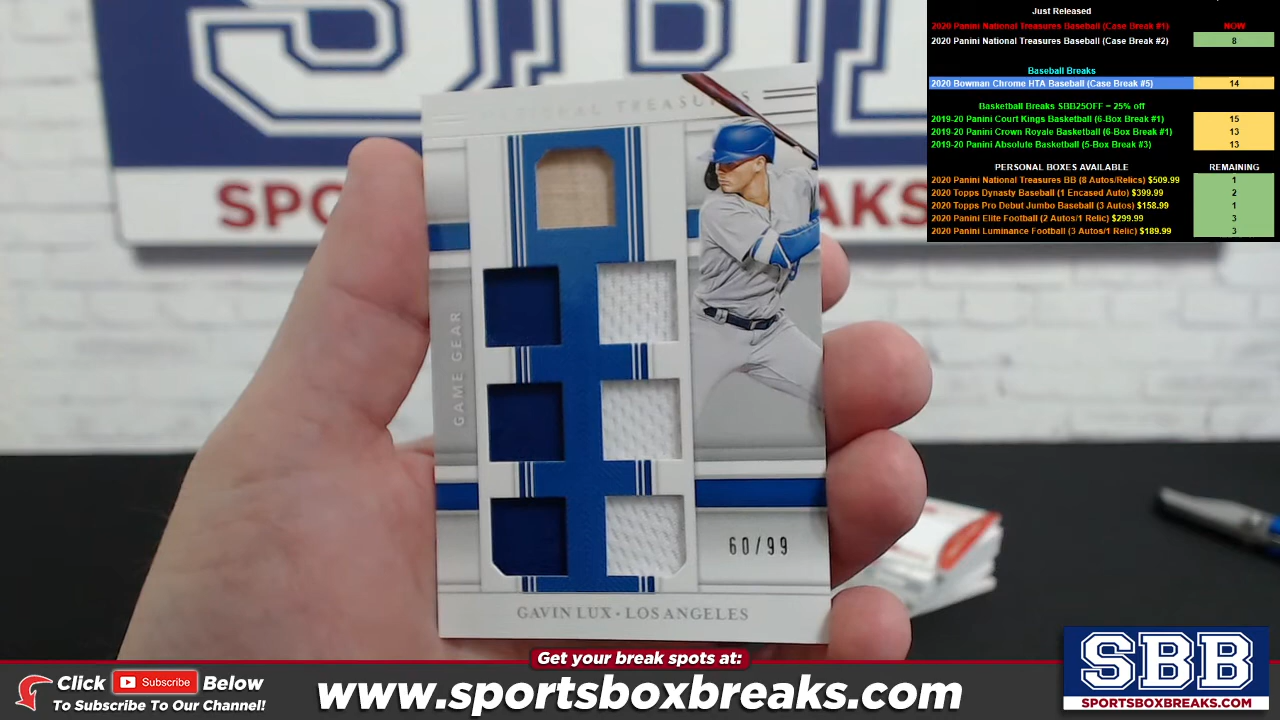 Just Released
2020 Panini National Treasures Baseball (Case Break #1) NOW
2020 Panini National Treasures Baseball (Case Break #2) 8
Baseball Breaks
2020 Bowman Chrome HTA Baseball (Case Break #5) 14
Basketball Breaks SBB25OFF = 25% off
2019-20 Panini Court Kings Basketball (6-Box Break #1) 15
2019-20 Panini Crown Royale Basketball (6-Box Break #1) 13
2019-20 Panini Absolute Basketball (5-Box Break #3) 13
PERSONAL BOXES AVAILABLE REMAINING
2020 Panini National Treasures BB (8 Autos/Relics) $509.99 1
2020 Topps Dynasty Baseball (1 Encased Auto) $399.99 2
2020 Topps Pro Debut Jumbo Baseball (3 Autos) $158.99 1
2020 Panini Elite Football (2 Autos/1 Relic) $299.99 3
2020 Panini Luminance Football (3 Autos/1 Relic) $189.99 3
TREASURES
GAME GEAR
60/99
GAVIN LUX · LOS ANGELES
Get your break spots at:
Click Subscribe Below
To Subscribe To Our Channel!
www.sportsboxbreaks.com
SBB
SPORTSBOXBREAKS.COM